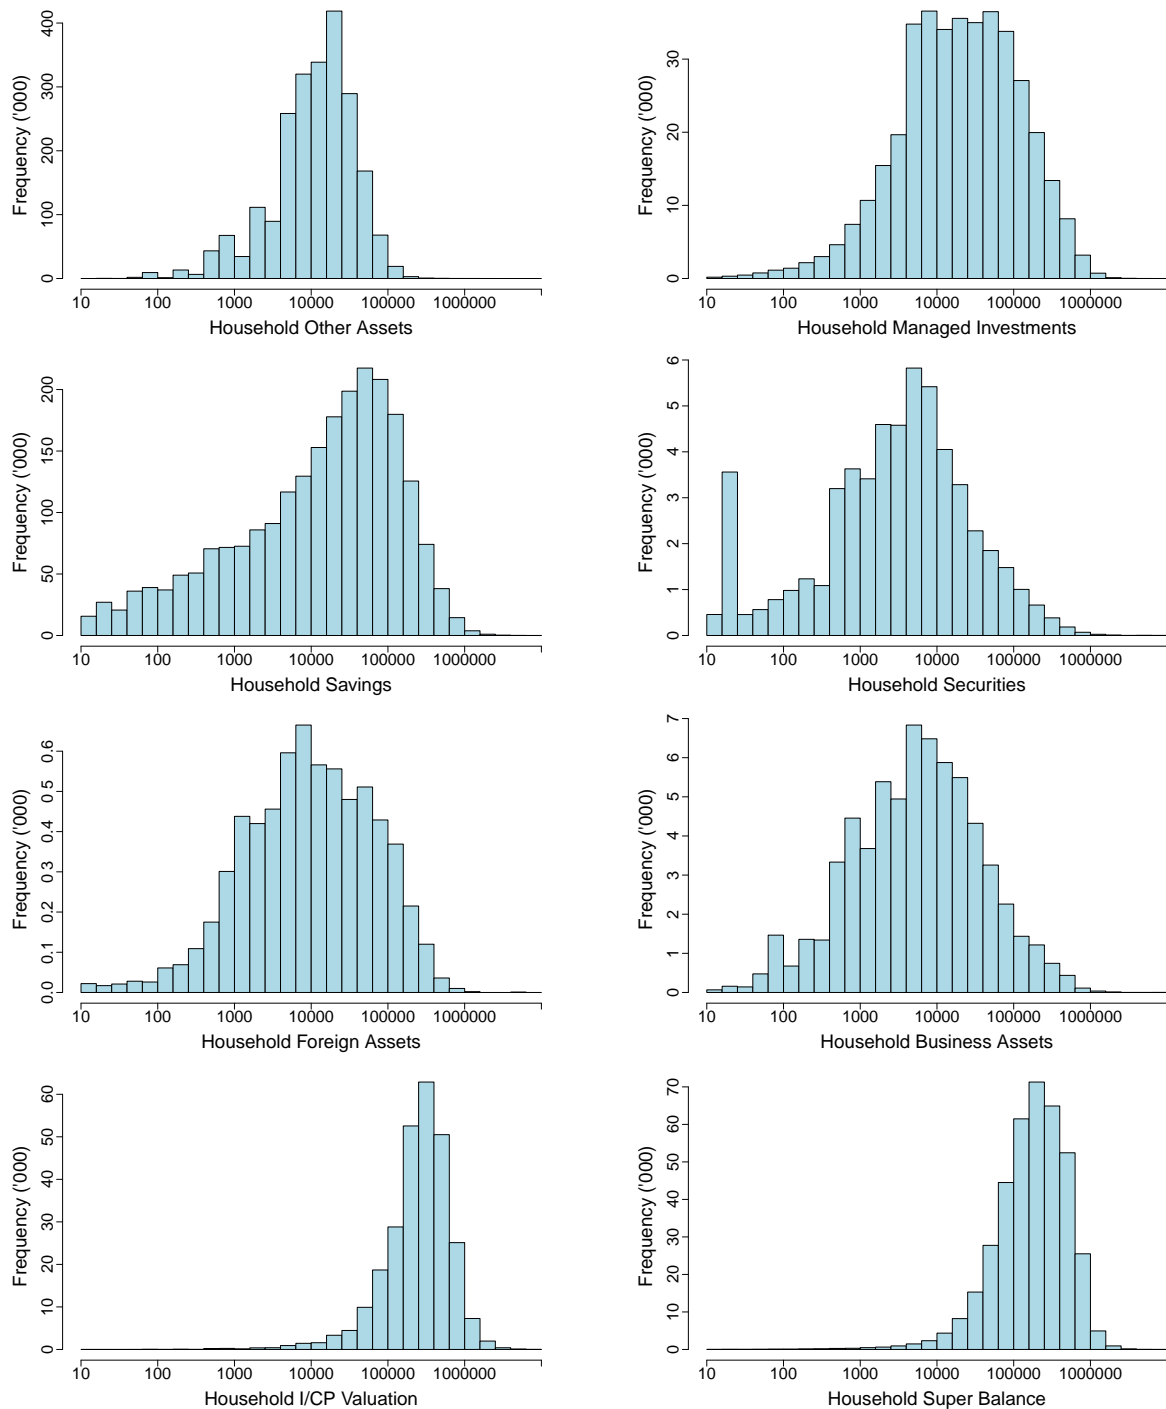 Frequency ('000)
0 100 200 300 400
10 100 1000 10000 100000 1000000
Household Other Assets
Frequency ('000)
0 10 20 30
10 100 1000 10000 100000 1000000
Household Managed Investments
Frequency ('000)
0 50 100 150 200
10 100 1000 10000 100000 1000000
Household Savings
Frequency ('000)
0 1 2 3 4 5 6
10 100 1000 10000 100000 1000000
Household Securities
Frequency ('000)
0.0 0.1 0.2 0.3 0.4 0.5 0.6
10 100 1000 10000 100000 1000000
Household Foreign Assets
Frequency ('000)
0 1 2 3 4 5 6 7
10 100 1000 10000 100000 1000000
Household Business Assets
Frequency ('000)
0 10 20 30 40 50 60
10 100 1000 10000 100000 1000000
Household I/CP Valuation
Frequency ('000)
0 10 20 30 40 50 60 70
10 100 1000 10000 100000 1000000
Household Super Balance